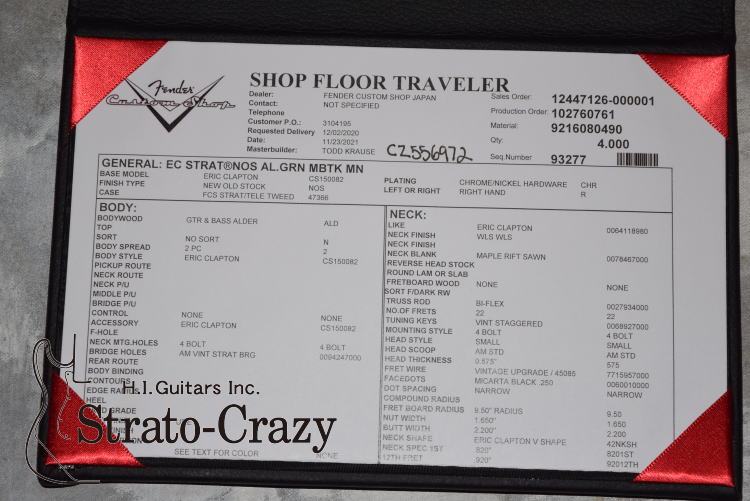 Fender
Custom Shop
SHOP FLOOR TRAVELER
Dealer: FENDER CUSTOM SHOP JAPAN
Contact: NOT SPECIFIED
Telephone
Customer P.O.: 3104195
Requested Delivery 12/02/2020
Date: 11/23/2021
Masterbuilder: TODD KRAUSE
CZ556972
Sales Order: 12447126-000001
Production Order: 102760761
Material: 9216080490
Qty: 4.000
Seq.Number 93277
GENERAL: EC STRAT®NOS AL.GRN MBTK MN
BASE MODEL ERIC CLAPTON CS150082
FINISH TYPE NEW OLD STOCK NOS
CASE FCS STRAT/TELE TWEED 47366
PLATING CHROME/NICKEL HARDWARE CHR
LEFT OR RIGHT RIGHT HAND R
BODY:
BODYWOOD GTR & BASS ALDER ALD
TOP
SORT NO SORT N
BODY SPREAD 2 PC 2
BODY STYLE ERIC CLAPTON CS150082
PICKUP ROUTE
NECK ROUTE
NECK P/U
MIDDLE P/U
BRIDGE P/U
CONTROL NONE NONE
ACCESSORY ERIC CLAPTON CS150082
F-HOLE
NECK MTG.HOLES 4 BOLT 4 BOLT
BRIDGE HOLES AM VINT STRAT BRG 0094247000
REAR ROUTE
BODY BINDING
CONTOURS
EDGE RADIUS
HEEL
GRADE
SEE TEXT FOR COLOR NONE
NECK:
LIKE ERIC CLAPTON 0064118980
NECK FINISH WLS WLS
NECK FINISH
NECK BLANK MAPLE RIFT SAWN 0078467000
REVERSE HEAD STOCK
ROUND LAM OR SLAB
FRETBOARD WOOD NONE NONE
SORT F/DARK RW
TRUSS ROD BI-FLEX 0027934000
NO.OF FRETS 22 22
TUNING KEYS VINT STAGGERED 0068927000
MOUNTING STYLE 4 BOLT 4 BOLT
HEAD STYLE SMALL SMALL
HEAD SCOOP AM STD AM STD
HEAD THICKNESS 0.575" 575
FRET WIRE VINTAGE UPGRADE / 45085 7715957000
FACEDOTS MICARTA BLACK .250 0060010000
DOT SPACING NARROW NARROW
COMPOUND RADIUS
FRET BOARD RADIUS 9.50" RADIUS 9.50
NUT WIDTH 1.650" 1.650
BUTT WIDTH 2.200" 2.200
NECK SHAPE ERIC CLAPTON V SHAPE 42NKSH
NECK SPEC 1ST 820" 8201ST
12TH FRET 920" 92012TH
H.I.Guitars Inc.
Strato-Crazy